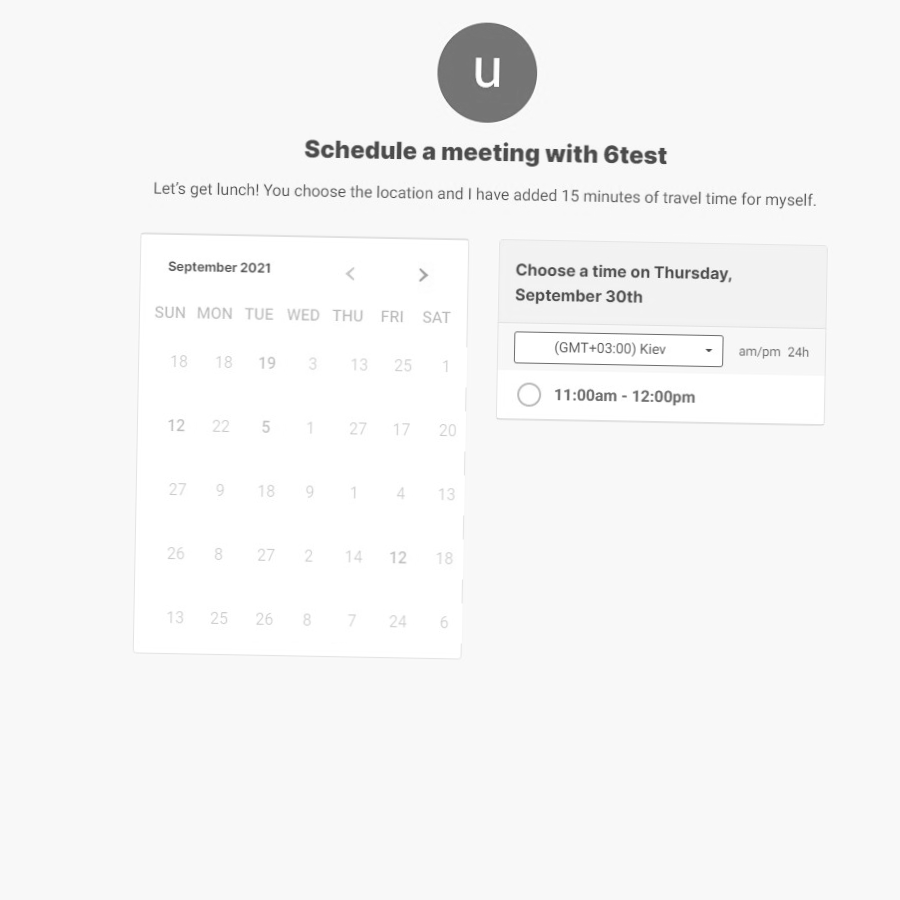 u
Schedule a meeting with 6test
Let's get lunch! You choose the location and I have added 15 minutes of travel time for myself.
September 2021
SUN MON TUE WED THU FRI SAT
18 18 19 3 13 25 1
12 22 5 1 27 17 20
27 9 18 9 1 4 13
26 8 27 2 14 12 18
13 25 26 8 7 24 6
Choose a time on Thursday,
September 30th
(GMT+03:00) Kiev am/pm 24h
11:00am - 12:00pm